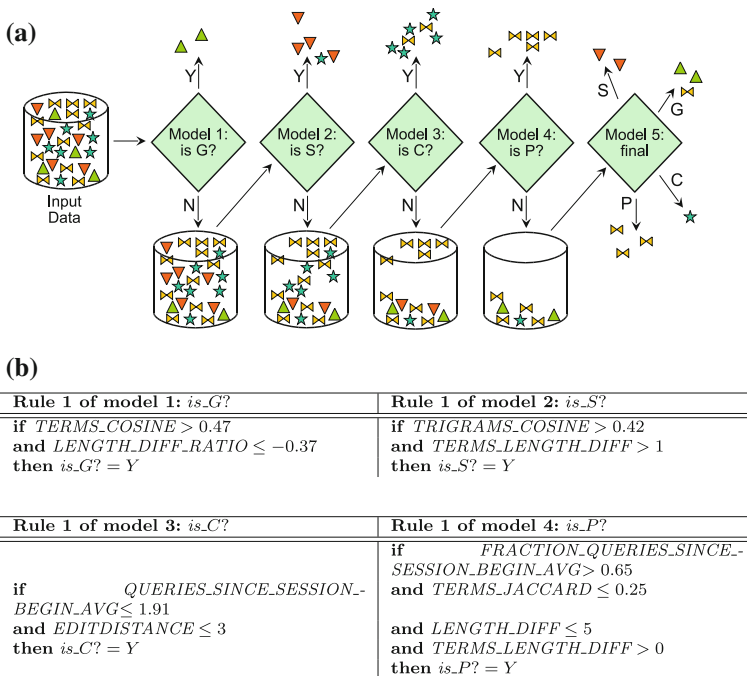 (a)
Y
Y
Y
Y
S
G
Model 1:
is G?
Model 2:
is S?
Model 3:
is C?
Model 4:
is P?
Model 5:
final
Input
Data
N
N
N
N
P
C
(b)
Rule 1 of model 1: is_G?
if TERMS_COSINE > 0.47
and LENGTH_DIFF_RATIO ≤ −0.37
then is_G? = Y
Rule 1 of model 2: is_S?
if TRIGRAMS_COSINE > 0.42
and TERMS_LENGTH_DIFF > 1
then is_S? = Y
Rule 1 of model 3: is_C?
if QUERIES_SINCE_SESSION_-
BEGIN_AVG ≤ 1.91
and EDITDISTANCE ≤ 3
then is_C? = Y
Rule 1 of model 4: is_P?
if FRACTION_QUERIES_SINCE_-
SESSION_BEGIN_AVG > 0.65
and TERMS_JACCARD ≤ 0.25
and LENGTH_DIFF ≤ 5
and TERMS_LENGTH_DIFF > 0
then is_P? = Y